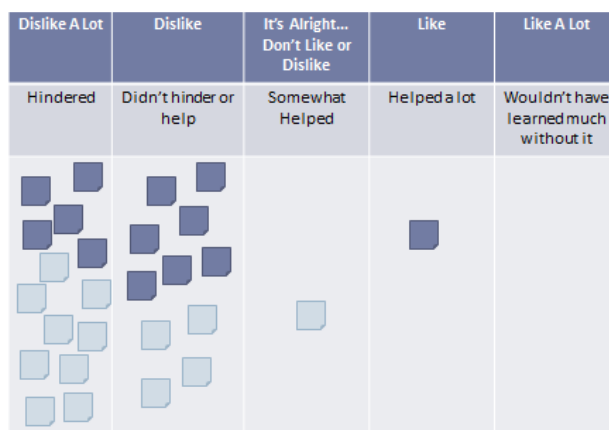 Dislike A Lot
Dislike
It's Alright...
Don't Like or
Dislike
Like
Like A Lot
Hindered
Didn't hinder or
help
Somewhat
Helped
Helped a lot
Wouldn't have
learned much
without it